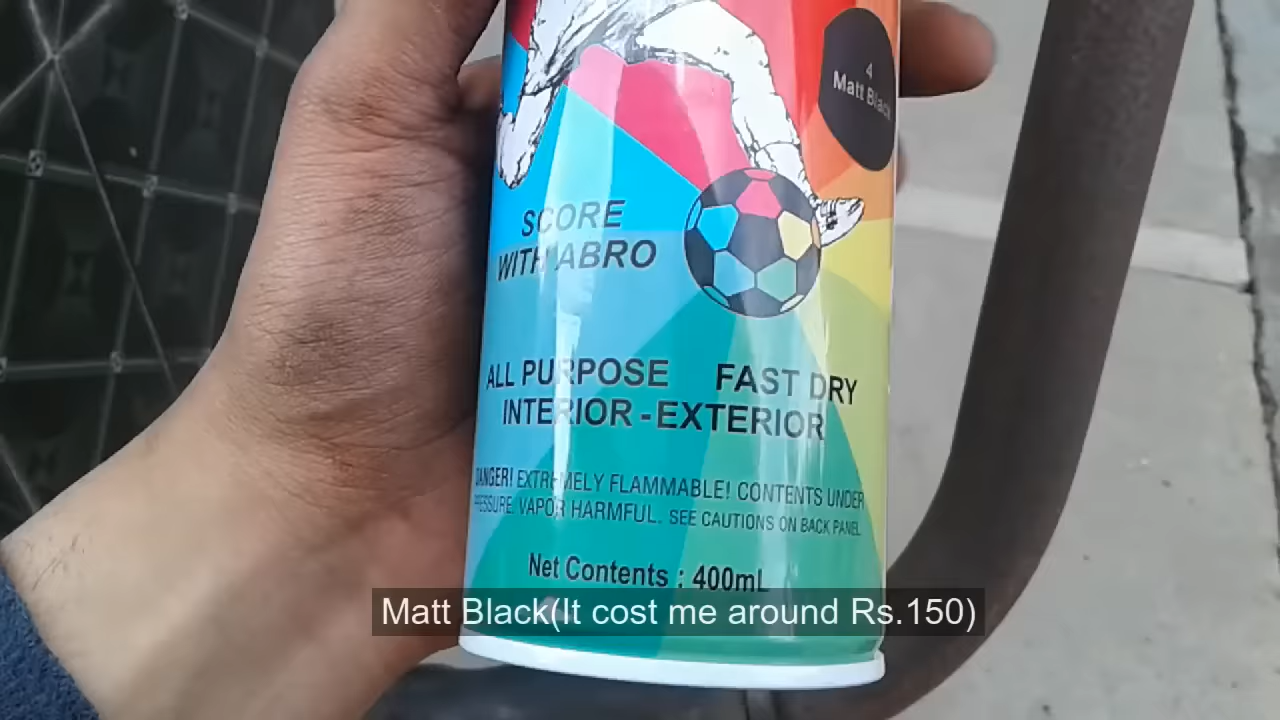 4
Matt Black
SCORE
WITH ABRO
ALL PURPOSE FAST DRY
INTERIOR-EXTERIOR
DANGER! EXTREMELY FLAMMABLE! CONTENTS UNDER
PRESSURE. VAPOR HARMFUL. SEE CAUTIONS ON BACK PANEL
Net Contents : 400mL
Matt Black(It cost me around Rs.150)